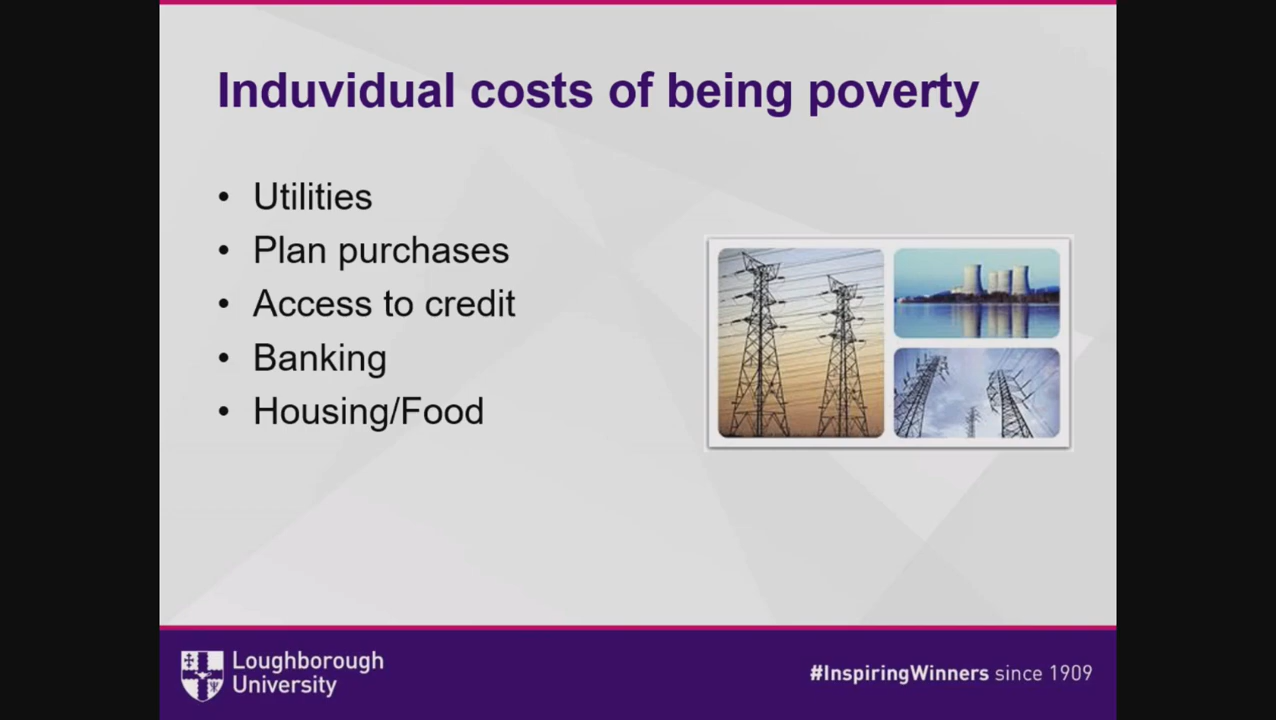 Induvidual costs of being poverty
• Utilities
• Plan purchases
• Access to credit
• Banking
• Housing/Food
Loughborough
University
#InspiringWinners since 1909